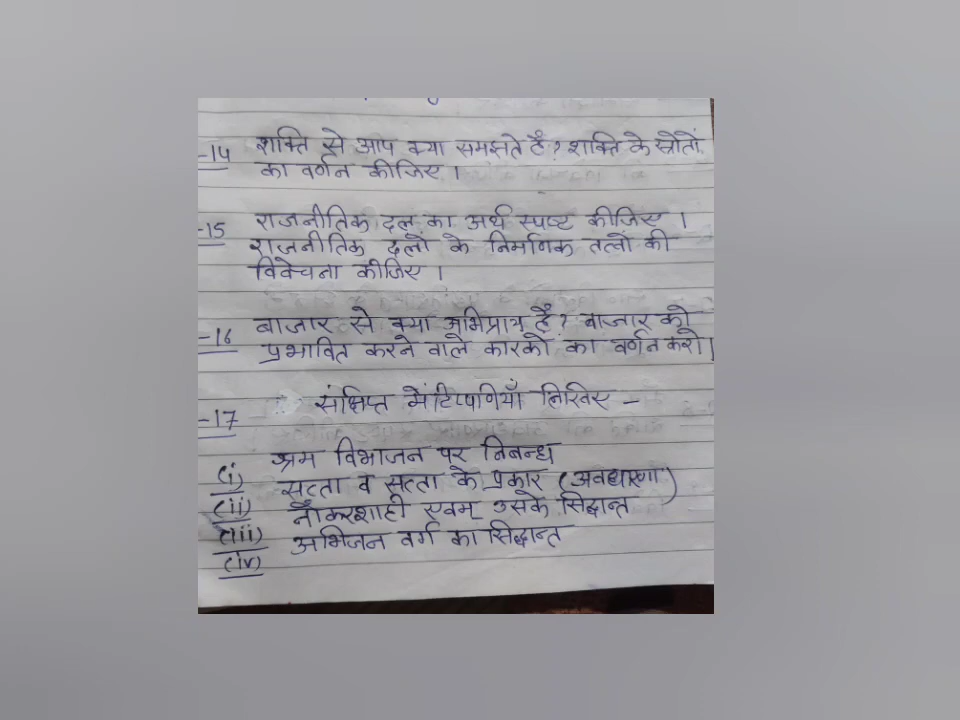 -14 शक्ति से आप क्या समझते हैं? शक्ति के स्रोतों
का वर्णन कीजिए।
-15 राजनीतिक दल का अर्थ स्पष्ट कीजिए।
राजनीतिक दलो के निर्माणक तत्वों की
विवेचना कीजिए।
-16 बाजार से क्या अभिप्राय है? बाजार को
प्रभावित करने वाले कारकों का वर्णन करो।
-17 संक्षिप्त में टिप्पणियाँ लिखिए -
(i) श्रम विभाजन पर निबन्ध
(ii) सत्ता व सत्ता के प्रकार (अवधारणा)
(iii) नौकरशाही एवम् उसके सिद्धान्त
(iv) अभिजन वर्ग का सिद्धान्त